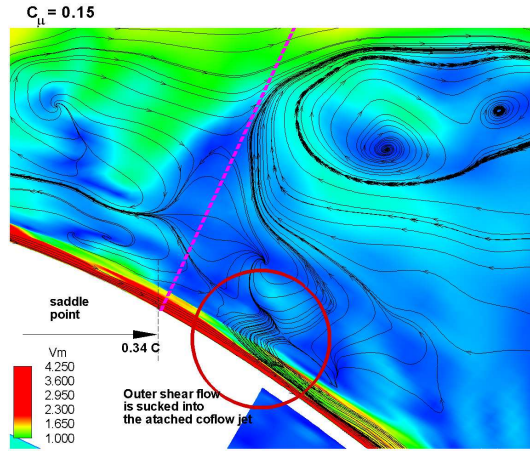 Cμ = 0.15
saddle
point
0.34 C
Vm
4.250
3.600
2.950
2.300
1.650
1.000
Outer shear flow
is sucked into
the atached coflow jet